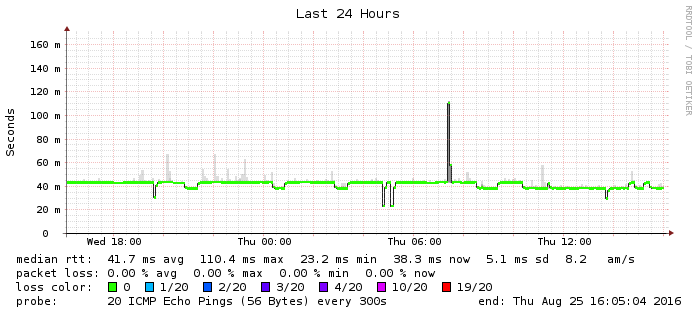 Last 24 Hours
RRDTOOL / TOBI OETIKER
Seconds
160 m
140 m
120 m
100 m
80 m
60 m
40 m
20 m
0
Wed 18:00 Thu 00:00 Thu 06:00 Thu 12:00
median rtt: 41.7 ms avg 110.4 ms max 23.2 ms min 38.3 ms now 5.1 ms sd 8.2 am/s
packet loss: 0.00 % avg 0.00 % max 0.00 % min 0.00 % now
loss color: 0 1/20 2/20 3/20 4/20 10/20 19/20
probe: 20 ICMP Echo Pings (56 Bytes) every 300s end: Thu Aug 25 16:05:04 2016